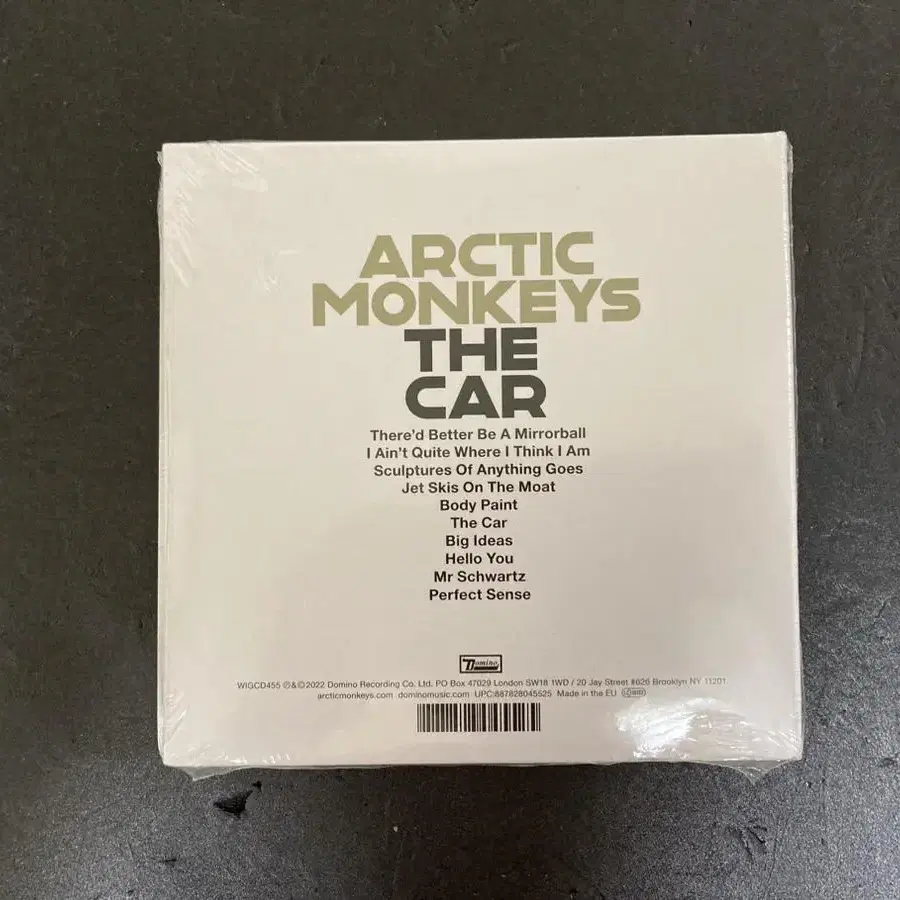 ARCTIC
MONKEYS
THE
CAR
There'd Better Be A Mirrorball
I Ain't Quite Where I Think I Am
Sculptures Of Anything Goes
Jet Skis On The Moat
Body Paint
The Car
Big Ideas
Hello You
Mr Schwartz
Perfect Sense
Domino
WIGCD455 ℗&©2022 Domino Recording Co. Ltd. PO Box 47029 London SW18 1WD / 20 Jay Street #626 Brooklyn NY 11201
arcticmonkeys.com dominomusic.com UPC:887828045525 Made in the EU